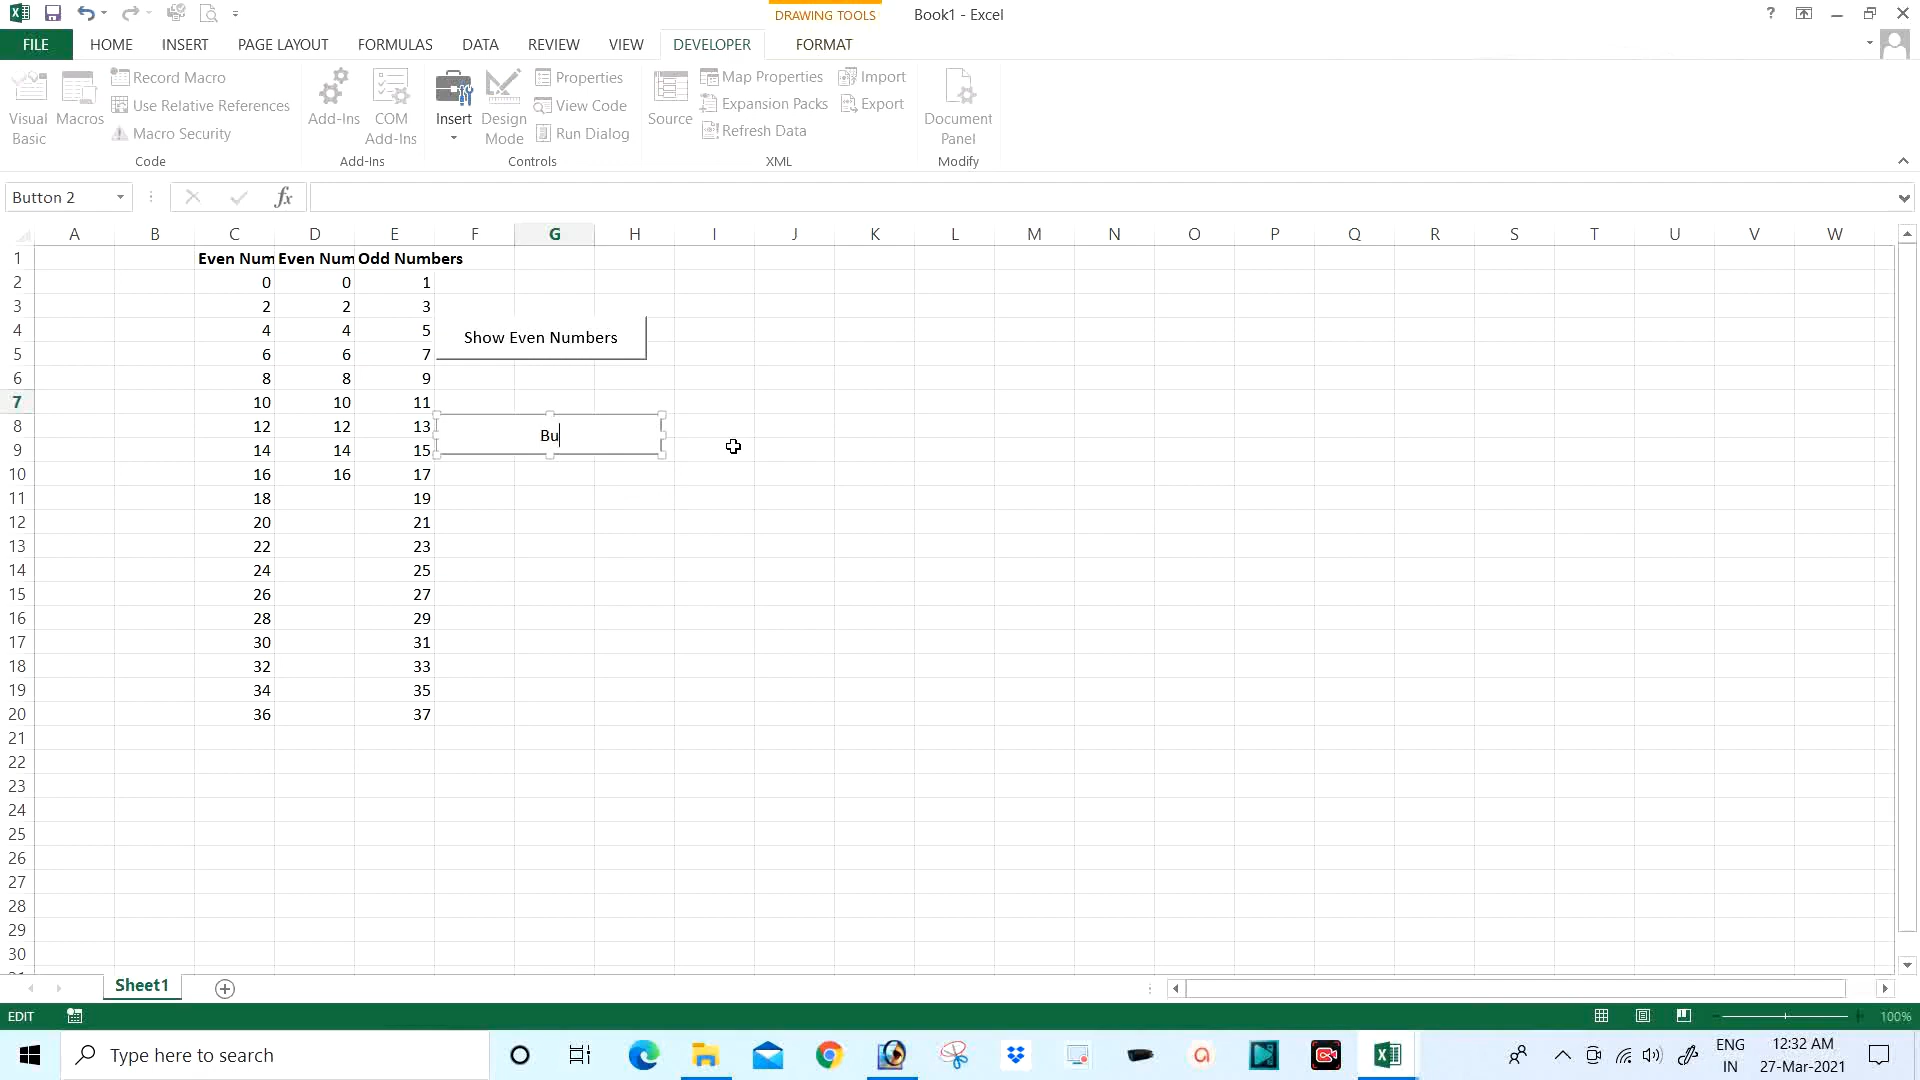 DRAWING TOOLS
Book1 - Excel
?
FILE
HOME
INSERT
PAGE LAYOUT
FORMULAS
DATA
REVIEW
VIEW
DEVELOPER
FORMAT
Visual Basic
Macros
Record Macro
Use Relative References
Macro Security
Code
Add-Ins
COM Add-Ins
Add-Ins
Insert
Design Mode
Properties
View Code
Run Dialog
Controls
Source
Map Properties
Expansion Packs
Refresh Data
Import
Export
XML
Document Panel
Modify
Button 2
fx
A B C D E F G H I J K L M N O P Q R S T U V W
1 Even Num Even Num Odd Numbers
2 0 0 1
3 2 2 3
4 4 4 5
5 6 6 7
6 8 8 9
7 10 10 11
8 12 12 13
9 14 14 15
10 16 16 17
11 18 19
12 20 21
13 22 23
14 24 25
15 26 27
16 28 29
17 30 31
18 32 33
19 34 35
20 36 37
21
22
23
24
25
26
27
28
29
30
Show Even Numbers
Bu
Sheet1
EDIT
100%
Type here to search
ENG
IN
12:32 AM
27-Mar-2021